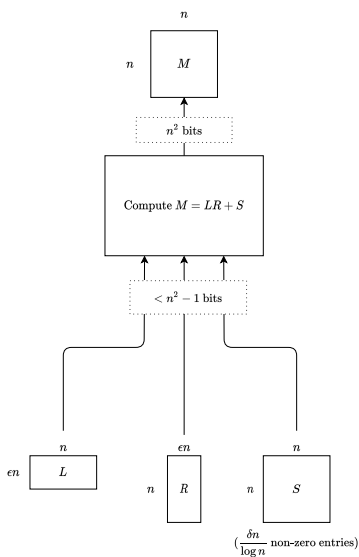 n
n M
n² bits
Compute M = LR + S
< n² − 1 bits
n ϵn n
ϵn L n R n S
(δn / log n non-zero entries)